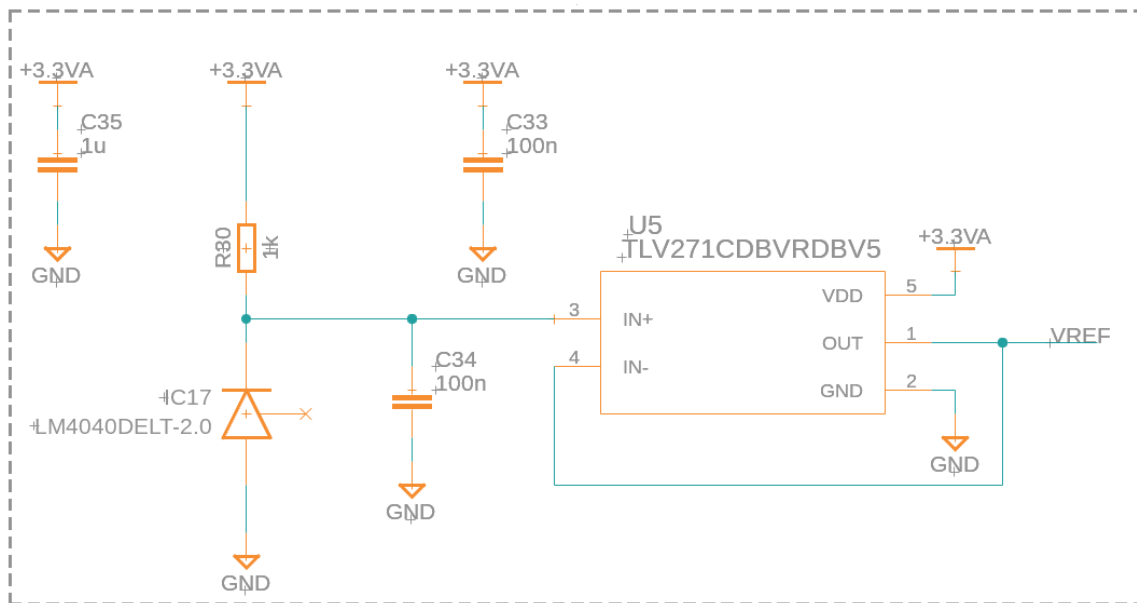 +3.3VA
+3.3VA
+3.3VA
C35
1u
C33
100n
GND
R30
1k
GND
U5
TLV271CDBVRDBV5
+3.3VA
3
IN+
4
IN-
VDD
5
OUT
1
GND
2
VREF
C34
100n
IC17
LM4040DELT-2.0
GND
GND
GND